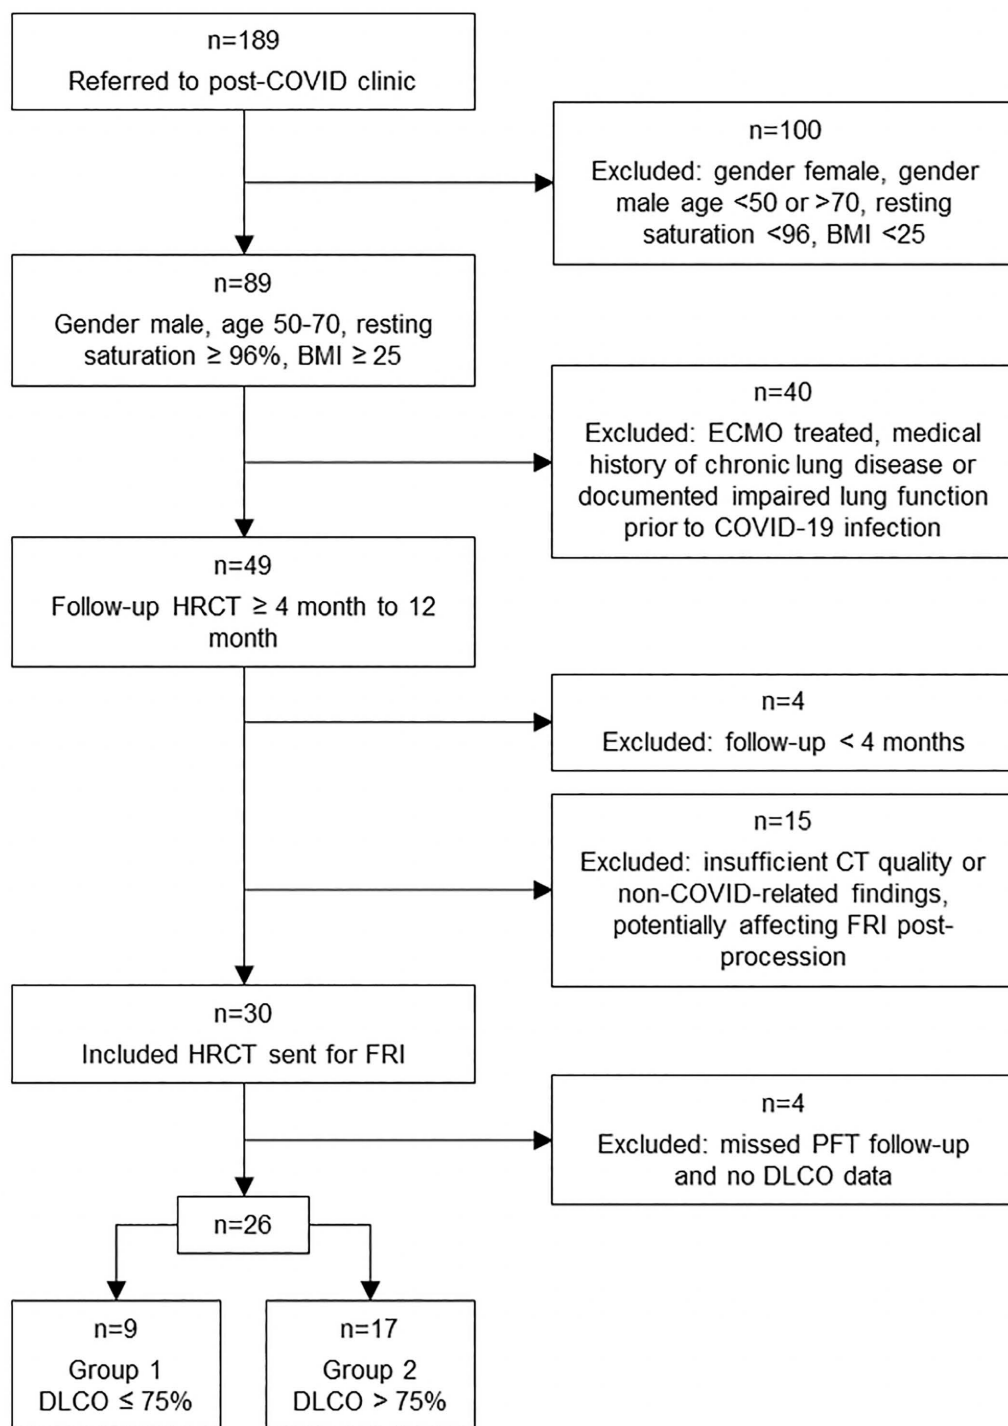 n=189
Referred to post-COVID clinic
n=100
Excluded: gender female, gender
male age <50 or >70, resting
saturation <96, BMI <25
n=89
Gender male, age 50-70, resting
saturation ≥ 96%, BMI ≥ 25
n=40
Excluded: ECMO treated, medical
history of chronic lung disease or
documented impaired lung function
prior to COVID-19 infection
n=49
Follow-up HRCT ≥ 4 month to 12
month
n=4
Excluded: follow-up < 4 months
n=15
Excluded: insufficient CT quality or
non-COVID-related findings,
potentially affecting FRI post-
procession
n=30
Included HRCT sent for FRI
n=4
Excluded: missed PFT follow-up
and no DLCO data
n=26
n=9
Group 1
DLCO ≤ 75%
n=17
Group 2
DLCO > 75%